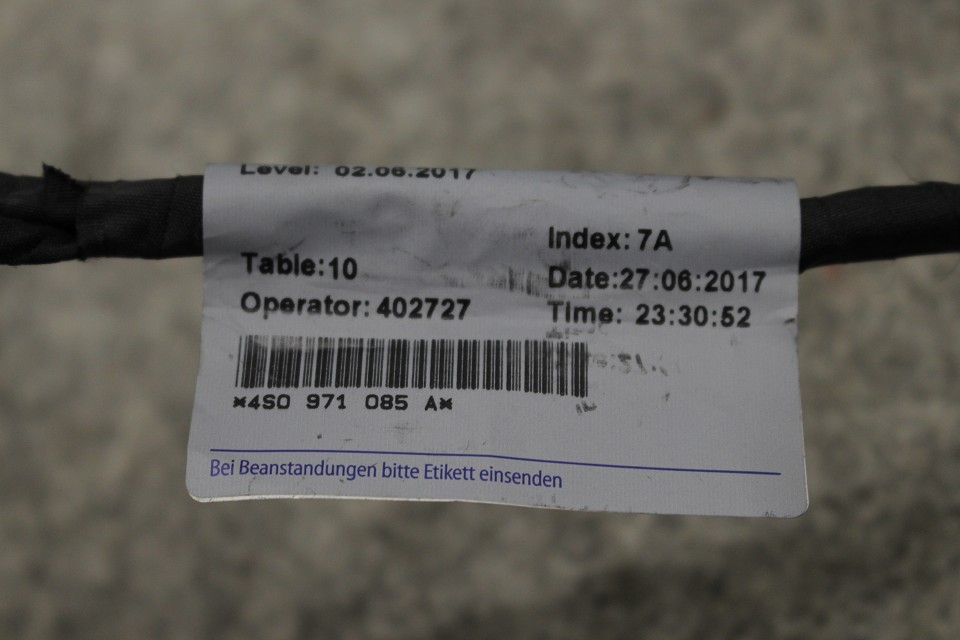 Level: 02.06.2017
Index: 7A
Table:10
Date:27:06:2017
Operator: 402727
Time: 23:30:52
*4S0 971 085 A*
Bei Beanstandungen bitte Etikett einsenden